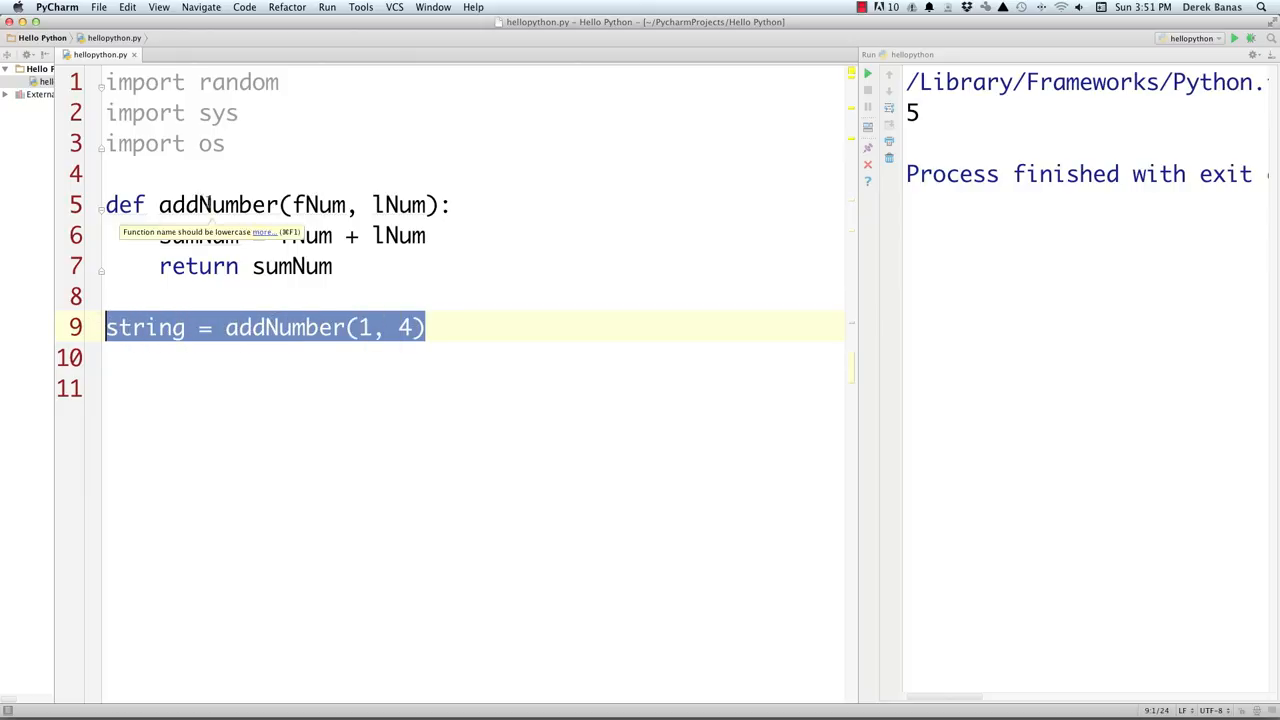 PyCharm File Edit View Navigate Code Refactor Run Tools VCS Window Help 10 Sun 3:51 PM Derek Banas
hellopython.py – Hello Python – [~/PycharmProjects/Hello Python]
Hello Python hellopython.py hellopython
hellopython.py Run hellopython
Hello P
hell
Externa
1 import random
2 import sys
3 import os
4
5 def addNumber(fNum, lNum):
Function name should be lowercase more... (⌘F1)
6 lNum + lNum
7 return sumNum
8
9 string = addNumber(1, 4)
10
11
/Library/Frameworks/Python.
5
Process finished with exit
9:1/24 LF UTF-8